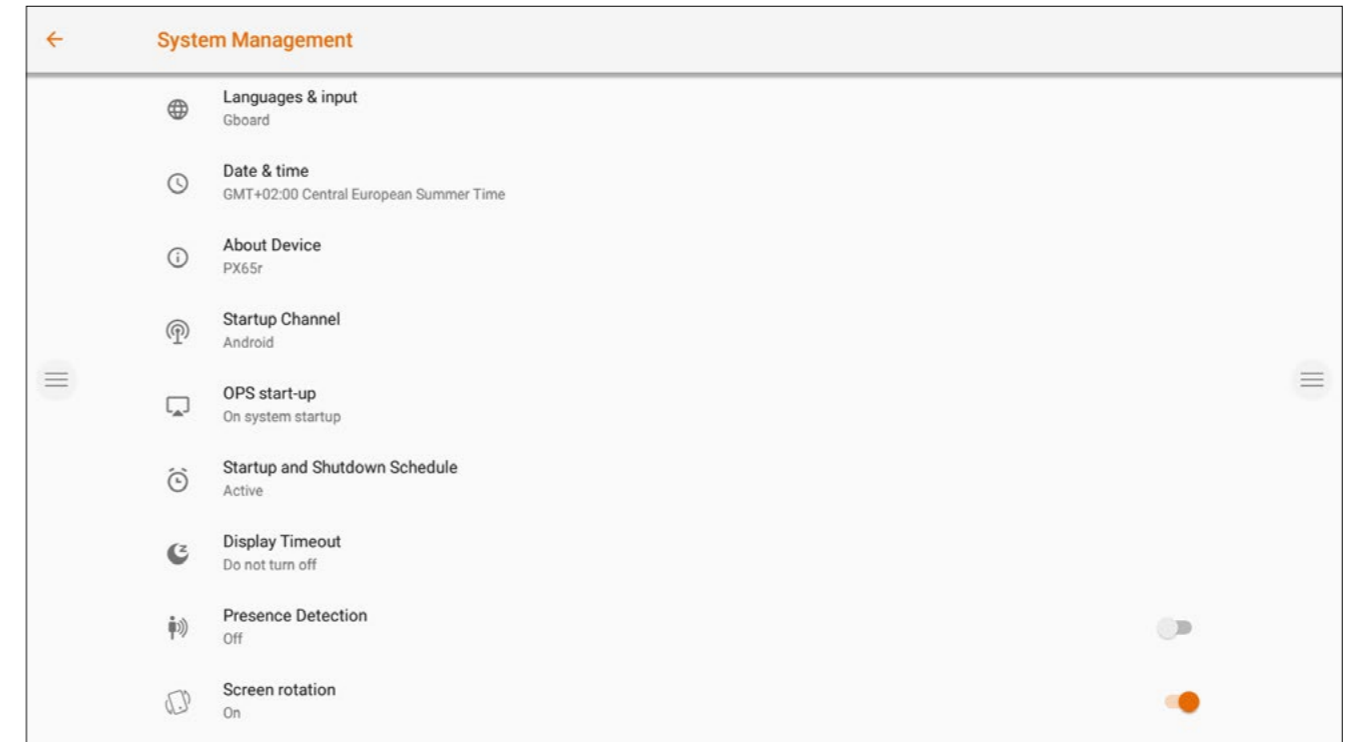 System Management
Languages & input
Gboard
Date & time
GMT+02:00 Central European Summer Time
About Device
PX65r
Startup Channel
Android
OPS start-up
On system startup
Startup and Shutdown Schedule
Active
Display Timeout
Do not turn off
Presence Detection
Off
Screen rotation
On